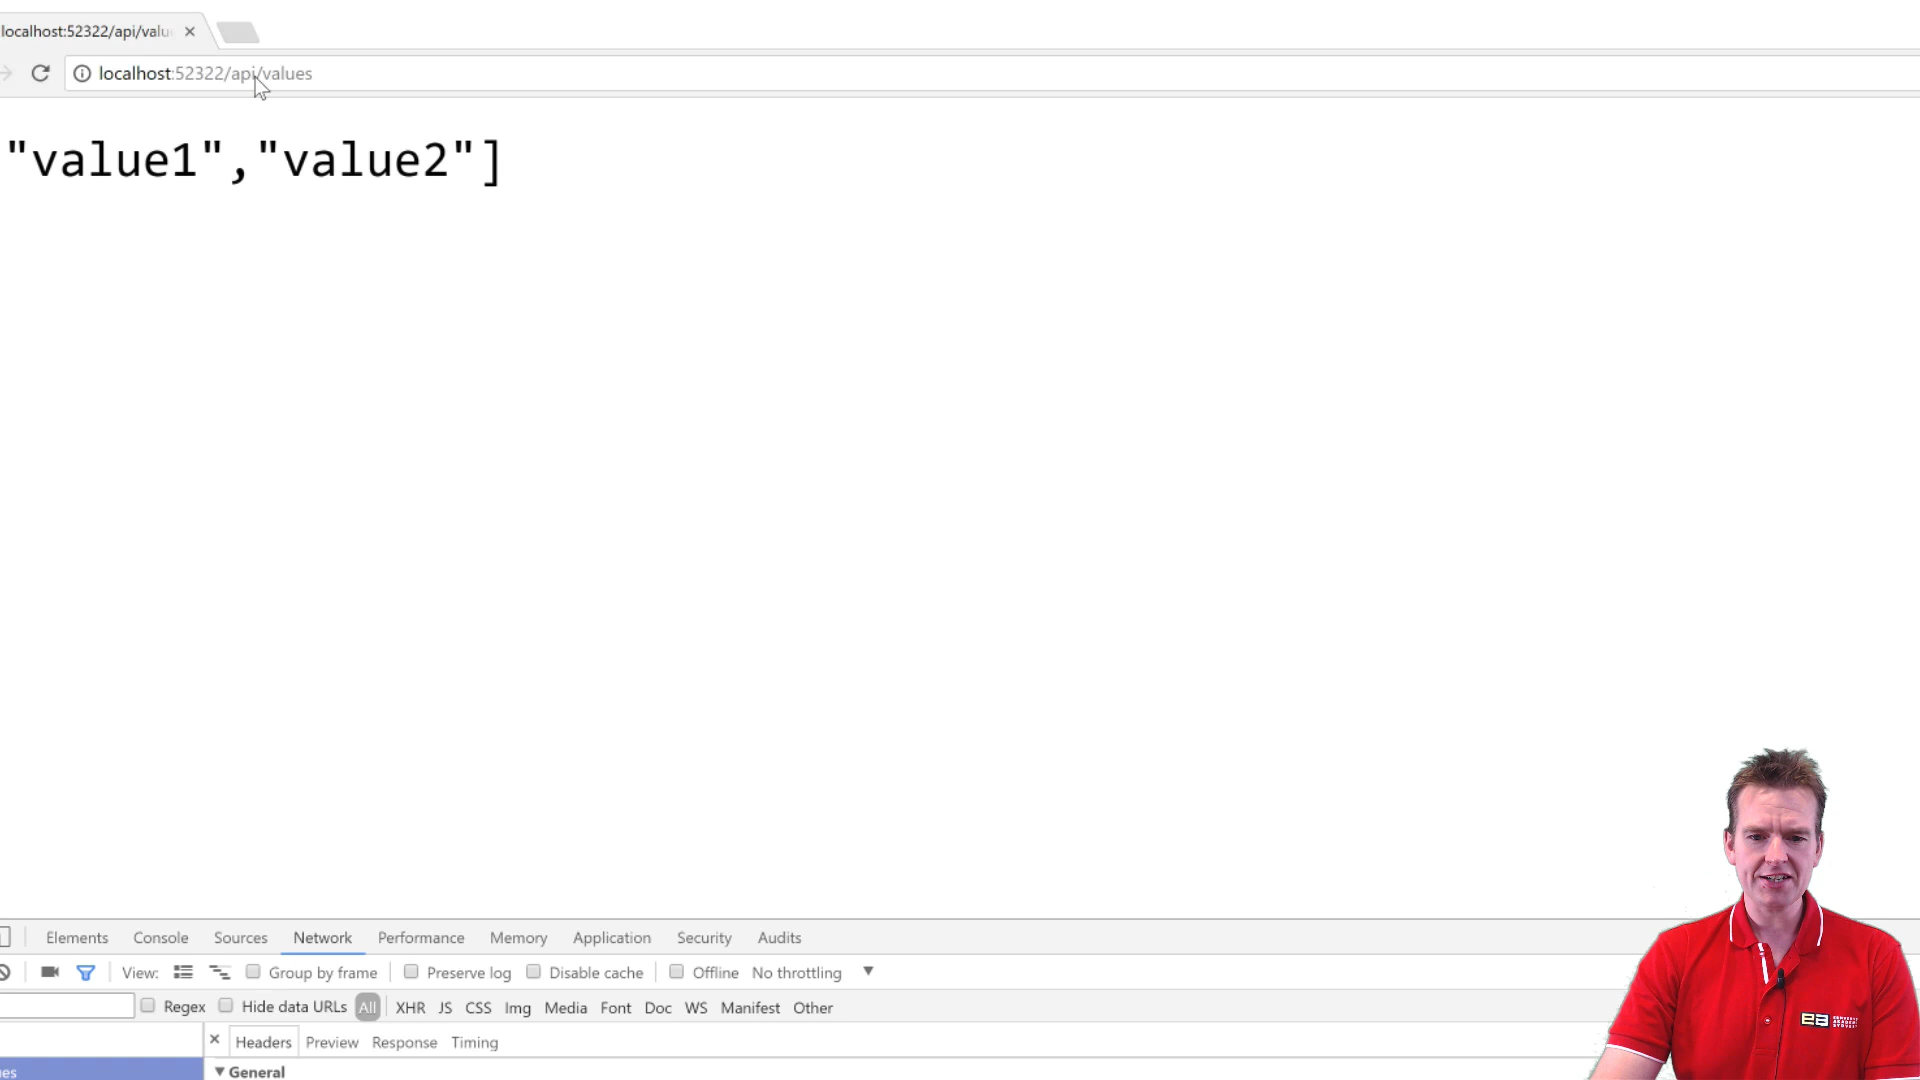 localhost:52322/api/valu
localhost:52322/api/values
"value1","value2"]
Elements Console Sources Network Performance Memory Application Security Audits
View: Group by frame Preserve log Disable cache Offline No throttling
Regex Hide data URLs All XHR JS CSS Img Media Font Doc WS Manifest Other
Headers Preview Response Timing
ues General
ea